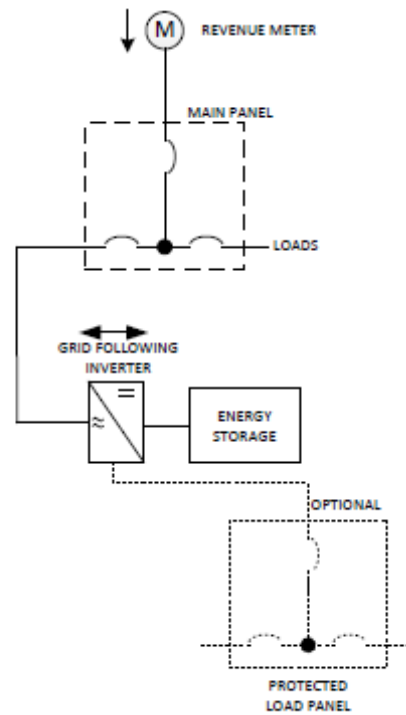 M
REVENUE METER
MAIN PANEL
LOADS
GRID FOLLOWING
INVERTER
ENERGY
STORAGE
OPTIONAL
PROTECTED
LOAD PANEL